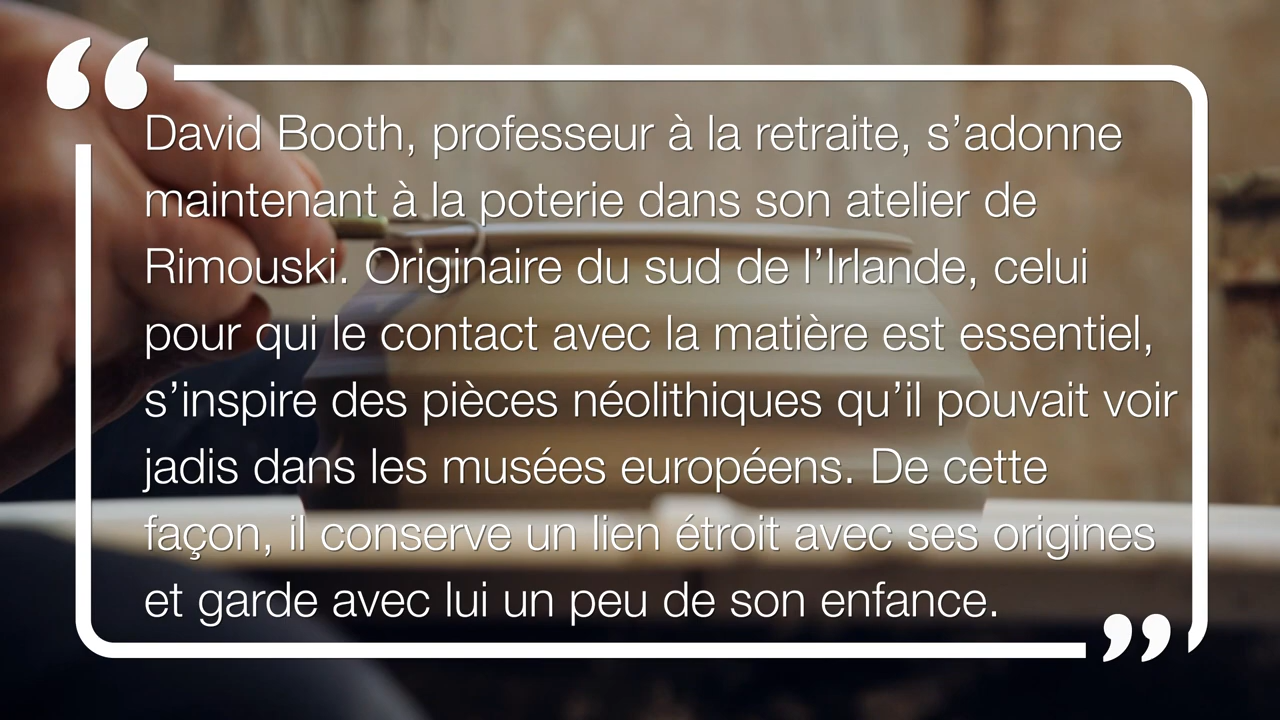 “
David Booth, professeur à la retraite, s’adonne
maintenant à la poterie dans son atelier de
Rimouski. Originaire du sud de l’Irlande, celui
pour qui le contact avec la matière est essentiel,
s’inspire des pièces néolithiques qu’il pouvait voir
jadis dans les musées européens. De cette
façon, il conserve un lien étroit avec ses origines
et garde avec lui un peu de son enfance.
”